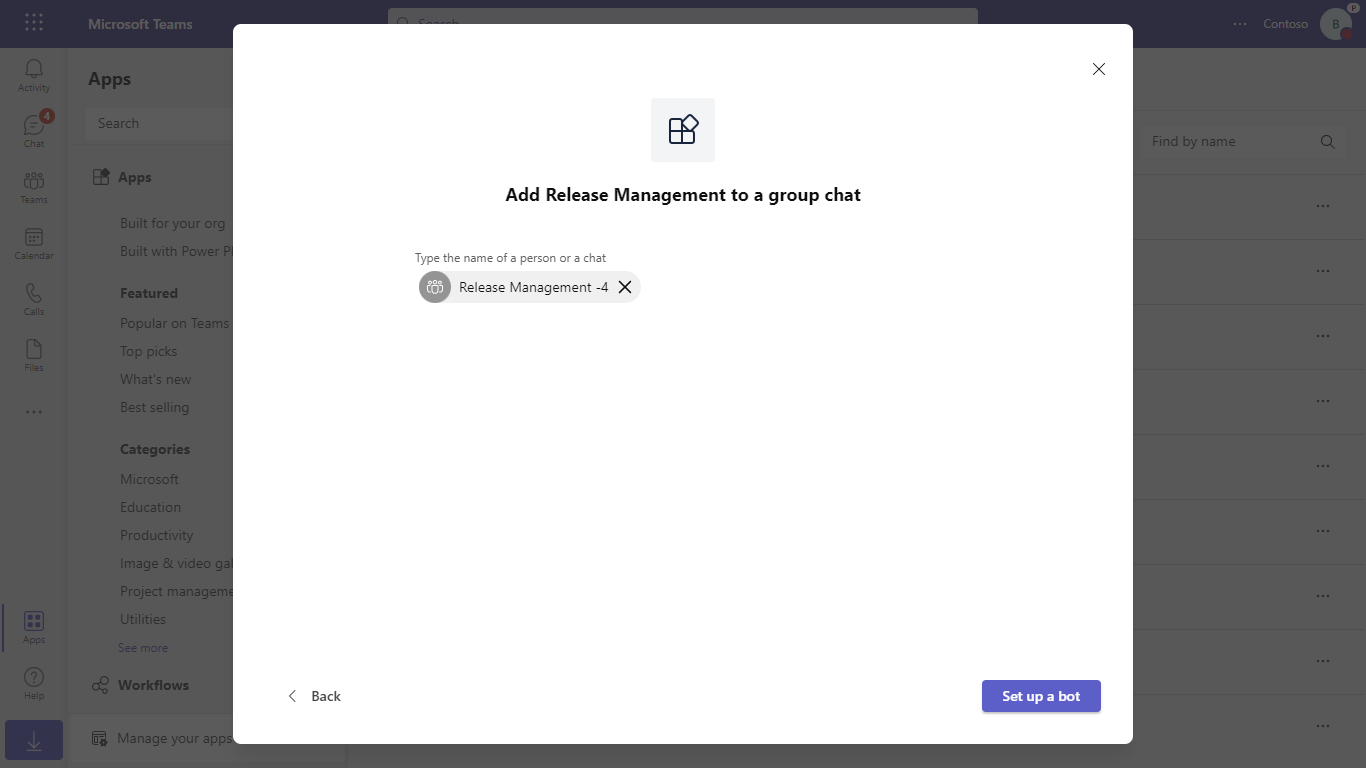 Microsoft Teams
Search
Contoso
P
B
Activity
4
Chat
Teams
Calendar
Calls
Files
Apps
Help
Apps
Search
Apps
Built for your org
Built with Power Pl
Featured
Popular on Teams
Top picks
What's new
Best selling
Categories
Microsoft
Education
Productivity
Image & video gal
Project manageme
Utilities
See more
Workflows
Manage your apps
Find by name
Add Release Management to a group chat
Type the name of a person or a chat
Release Management -4
Back
Set up a bot